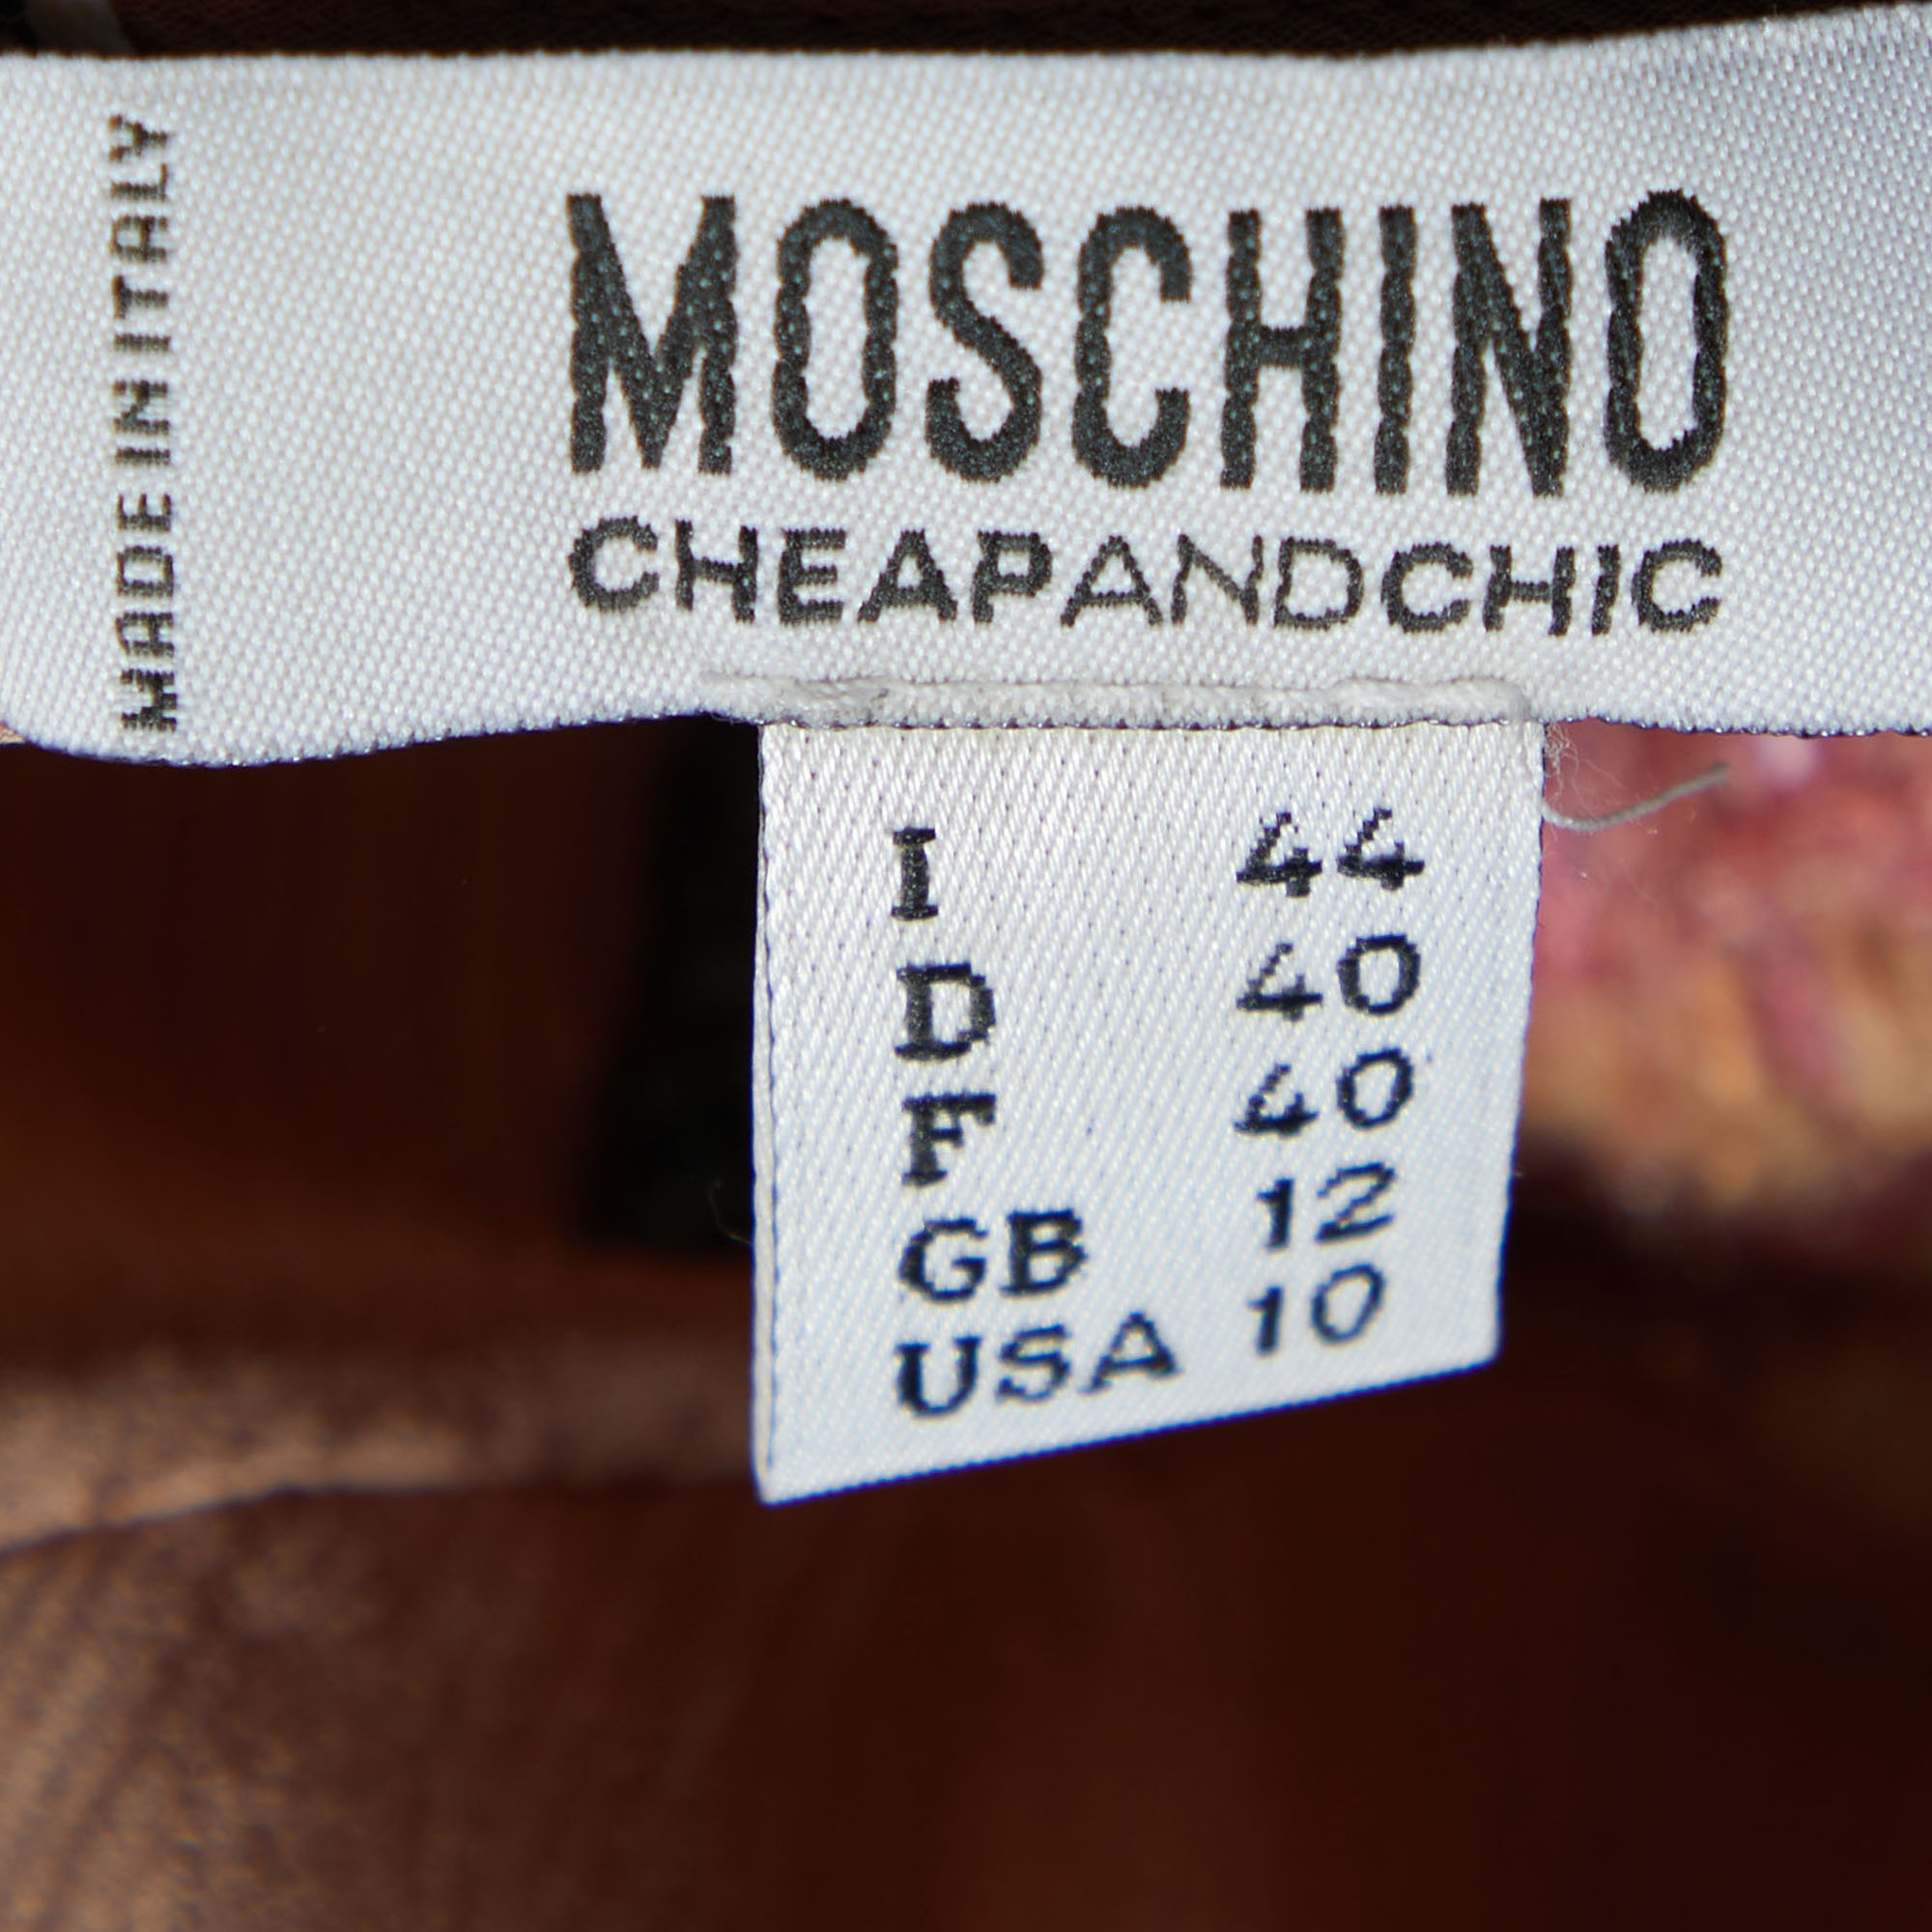 MADE IN ITALY
MOSCHINO
CHEAPANDCHIC
I 44
D 40
F 40
GB 12
USA 10